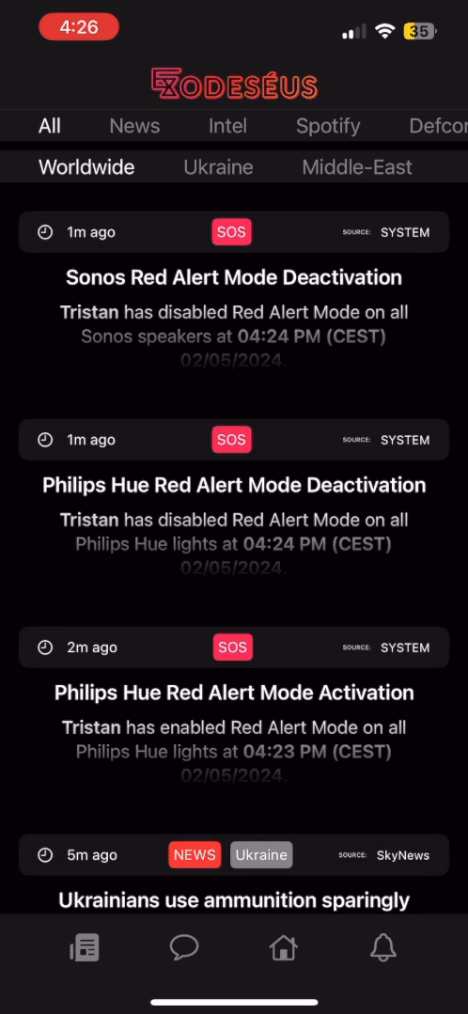 4:26
35
EXODESÉUS
All News Intel Spotify Defcon
Worldwide Ukraine Middle-East
1m ago SOS SOURCE: SYSTEM
Sonos Red Alert Mode Deactivation
Tristan has disabled Red Alert Mode on all
Sonos speakers at 04:24 PM (CEST)
02/05/2024.
1m ago SOS SOURCE: SYSTEM
Philips Hue Red Alert Mode Deactivation
Tristan has disabled Red Alert Mode on all
Philips Hue lights at 04:24 PM (CEST)
02/05/2024.
2m ago SOS SOURCE: SYSTEM
Philips Hue Red Alert Mode Activation
Tristan has enabled Red Alert Mode on all
Philips Hue lights at 04:23 PM (CEST)
02/05/2024.
5m ago NEWS Ukraine SOURCE: SkyNews
Ukrainians use ammunition sparingly